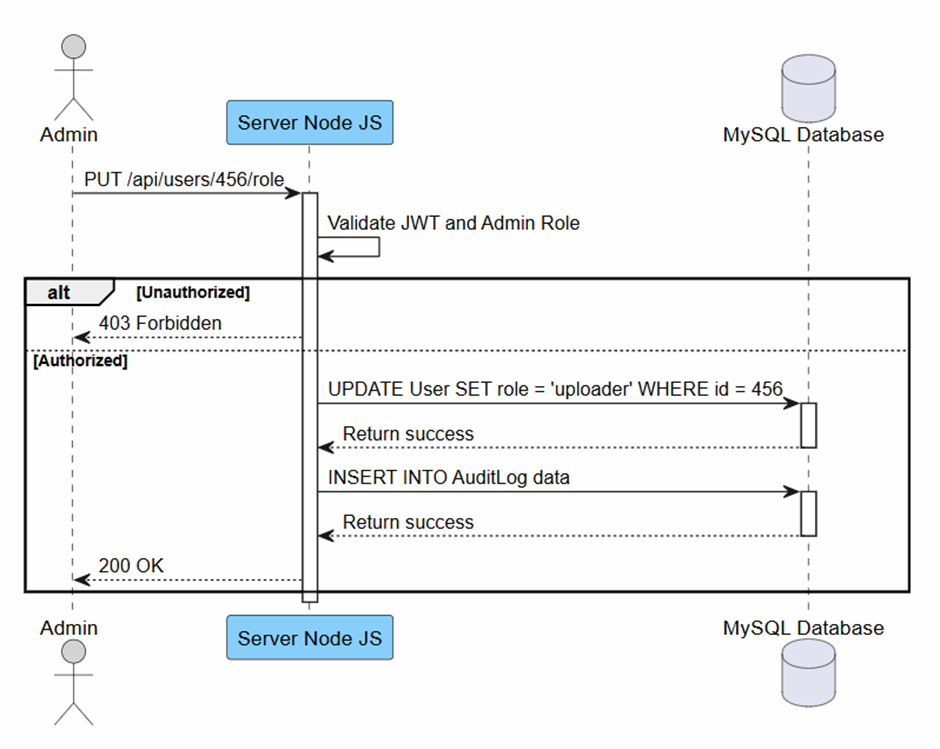 Admin
Server Node JS
MySQL Database
PUT /api/users/456/role
Validate JWT and Admin Role
alt
[Unauthorized]
403 Forbidden
[Authorized]
UPDATE User SET role = 'uploader' WHERE id = 456
Return success
INSERT INTO AuditLog data
Return success
200 OK
Admin
Server Node JS
MySQL Database